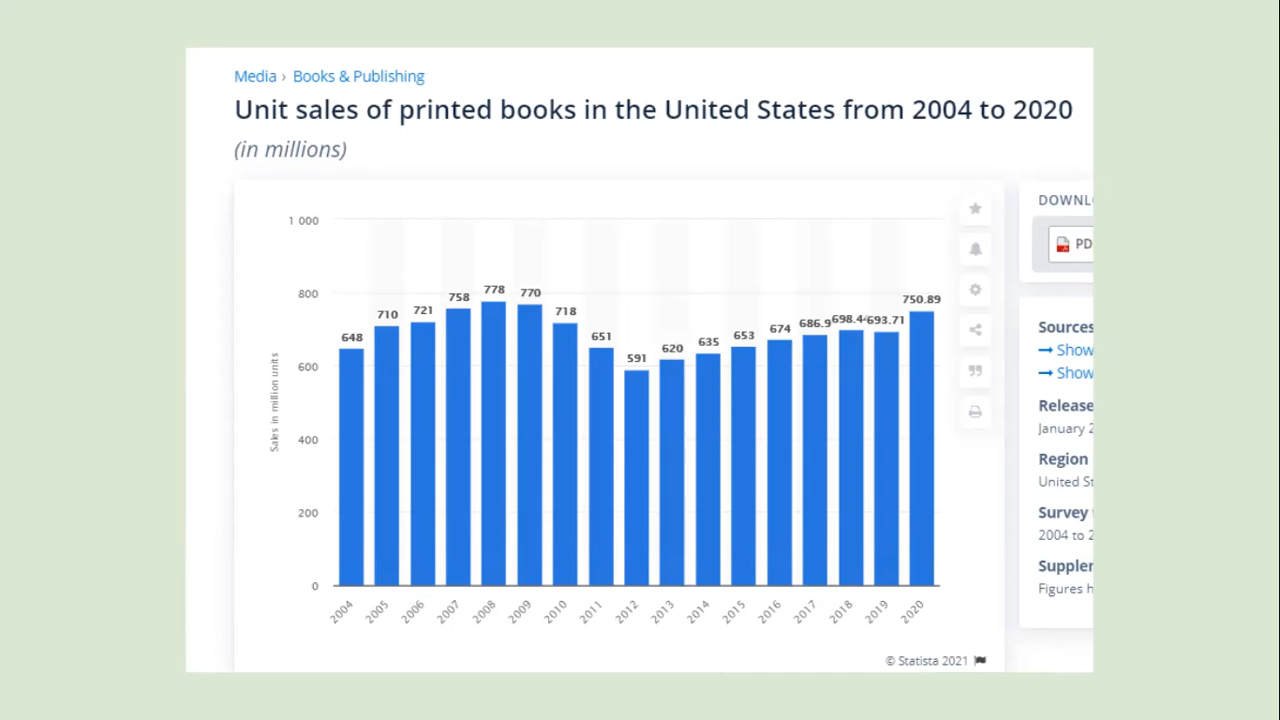 Media › Books & Publishing
Unit sales of printed books in the United States from 2004 to 2020
(in millions)
DOWNL
PD
1 000
800
600
400
200
0
Sales in million units
648
710
721
758
778
770
718
651
591
620
635
653
674
686.9
698.4
693.71
750.89
2004
2005
2006
2007
2008
2009
2010
2011
2012
2013
2014
2015
2016
2017
2018
2019
2020
© Statista 2021
Sources
→ Show
→ Show
Release
January 2
Region
United St
Survey
2004 to 2
Supplem
Figures h